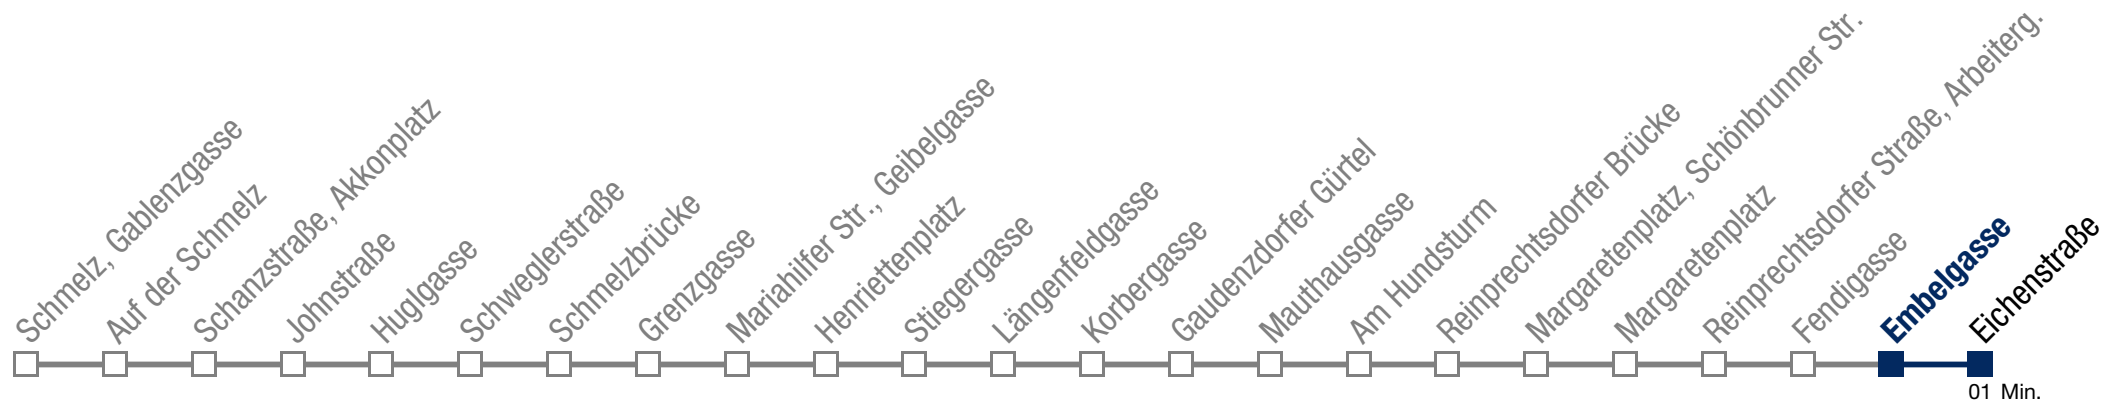 Schmelz, Gablenzgasse
Auf der Schmelz
Schanzstraße, Akkonplatz
Johnstraße
Huglgasse
Schweglerstraße
Schmelzbrücke
Grenzgasse
Mariahilfer Str., Geibelgasse
Henriettenplatz
Stiegergasse
Längenfeldgasse
Korbergasse
Gaudenzdorfer Gürtel
Mauthausgasse
Am Hundsturm
Reinprechtsdorfer Brücke
Margaretenplatz, Schönbrunner Str.
Margaretenplatz
Reinprechtsdorfer Straße, Arbeiterg.
Fendigasse
Embelgasse
Eichenstraße
01 Min.